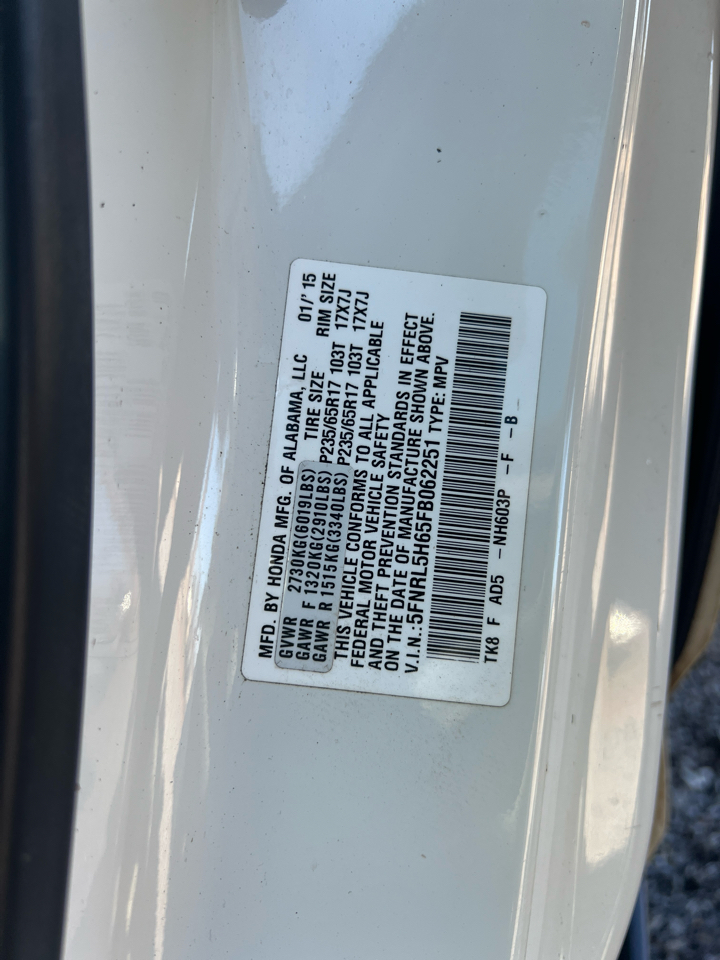 MFD. BY HONDA MFG. OF ALABAMA, LLC 01/' 15
TIRE SIZE RIM SIZE
GVWR 2730KG(6019LBS)
GAWR F 1320KG(2910LBS) P235/65R17 103T 17X7J
GAWR R 1515KG(3340LBS) P235/65R17 103T 17X7J
THIS VEHICLE CONFORMS TO ALL APPLICABLE
FEDERAL MOTOR VEHICLE SAFETY
AND THEFT PREVENTION STANDARDS IN EFFECT
ON THE DATE OF MANUFACTURE SHOWN ABOVE.
V.I.N.:5FNRL5H65FB062251 TYPE: MPV
TK8 F AD5 -NH603P -F -B